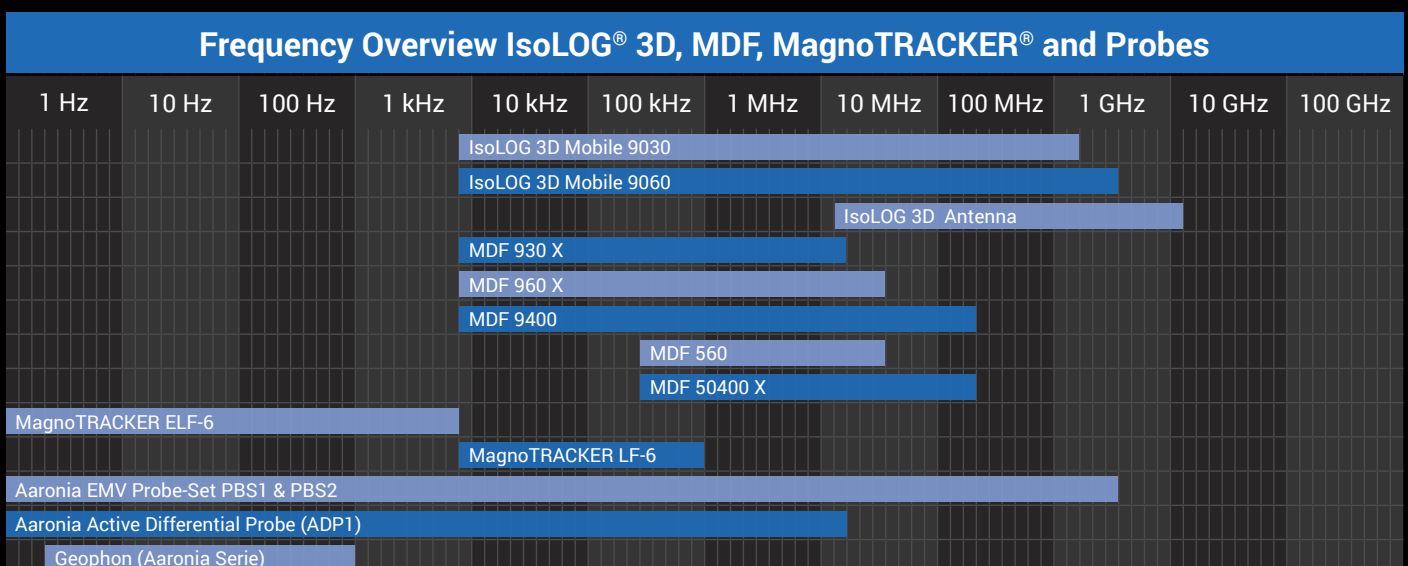 Frequency Overview IsoLOG® 3D, MDF, MagnoTRACKER® and Probes
1 Hz 10 Hz 100 Hz 1 kHz 10 kHz 100 kHz 1 MHz 10 MHz 100 MHz 1 GHz 10 GHz 100 GHz
IsoLOG 3D Mobile 9030
IsoLOG 3D Mobile 9060
IsoLOG 3D Antenna
MDF 930 X
MDF 960 X
MDF 9400
MDF 560
MDF 50400 X
MagnoTRACKER ELF-6
MagnoTRACKER LF-6
Aaronia EMV Probe-Set PBS1 & PBS2
Aaronia Active Differential Probe (ADP1)
Geophon (Aaronia Serie)